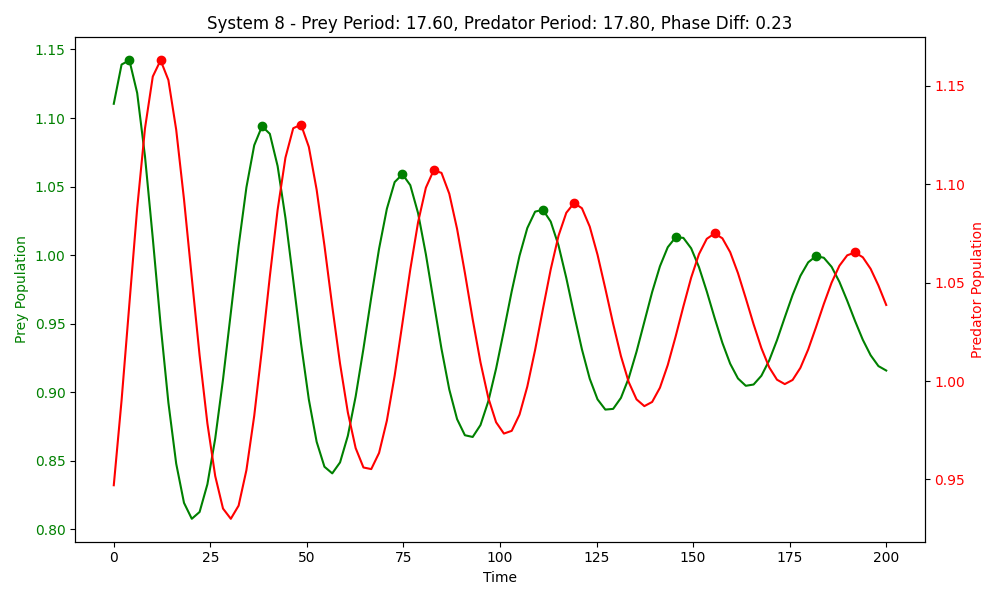 System 8 - Prey Period: 17.60, Predator Period: 17.80, Phase Diff: 0.23
1.15
1.10
1.05
1.00
0.95
0.90
0.85
0.80
Prey Population
1.15
1.10
1.05
1.00
0.95
Predator Population
0 25 50 75 100 125 150 175 200
Time